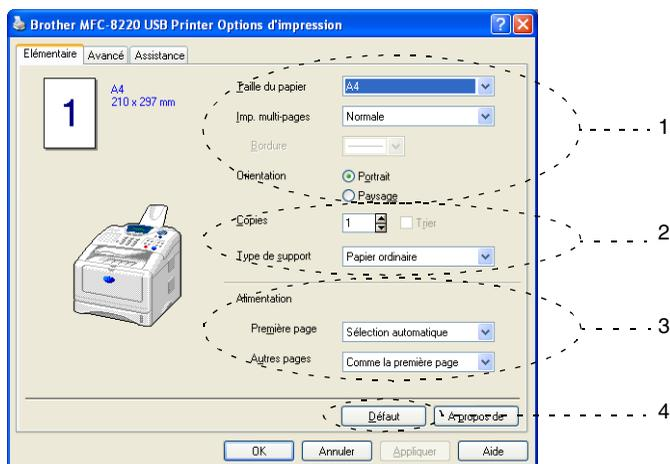 Brother MFC-8220 USB Printer Options d'impression
Elémentaire Avancé Assistance
1
A4
210 x 297 mm
Taille du papier A4
Imp. multi-pages Normale
Bordure
Orientation Portrait
Paysage
1
Copies 1 Trier
2
Type de support Papier ordinaire
Alimentation
Première page Sélection automatique
3
Autres pages Comme la première page
Défaut A propos de
4
OK Annuler Appliquer Aide